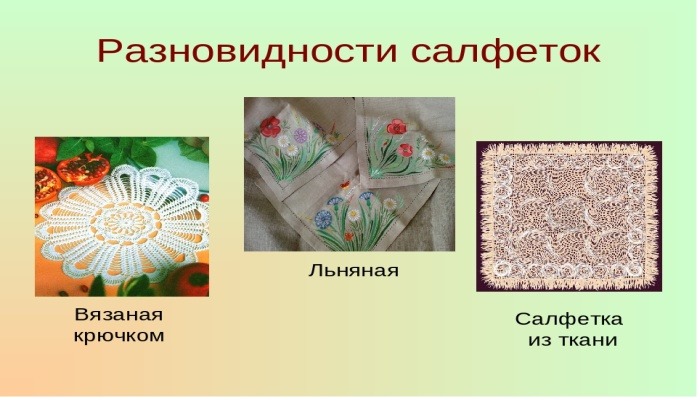 Разновидности салфеток
Льняная
Вязаная
крючком
Салфетка
из ткани